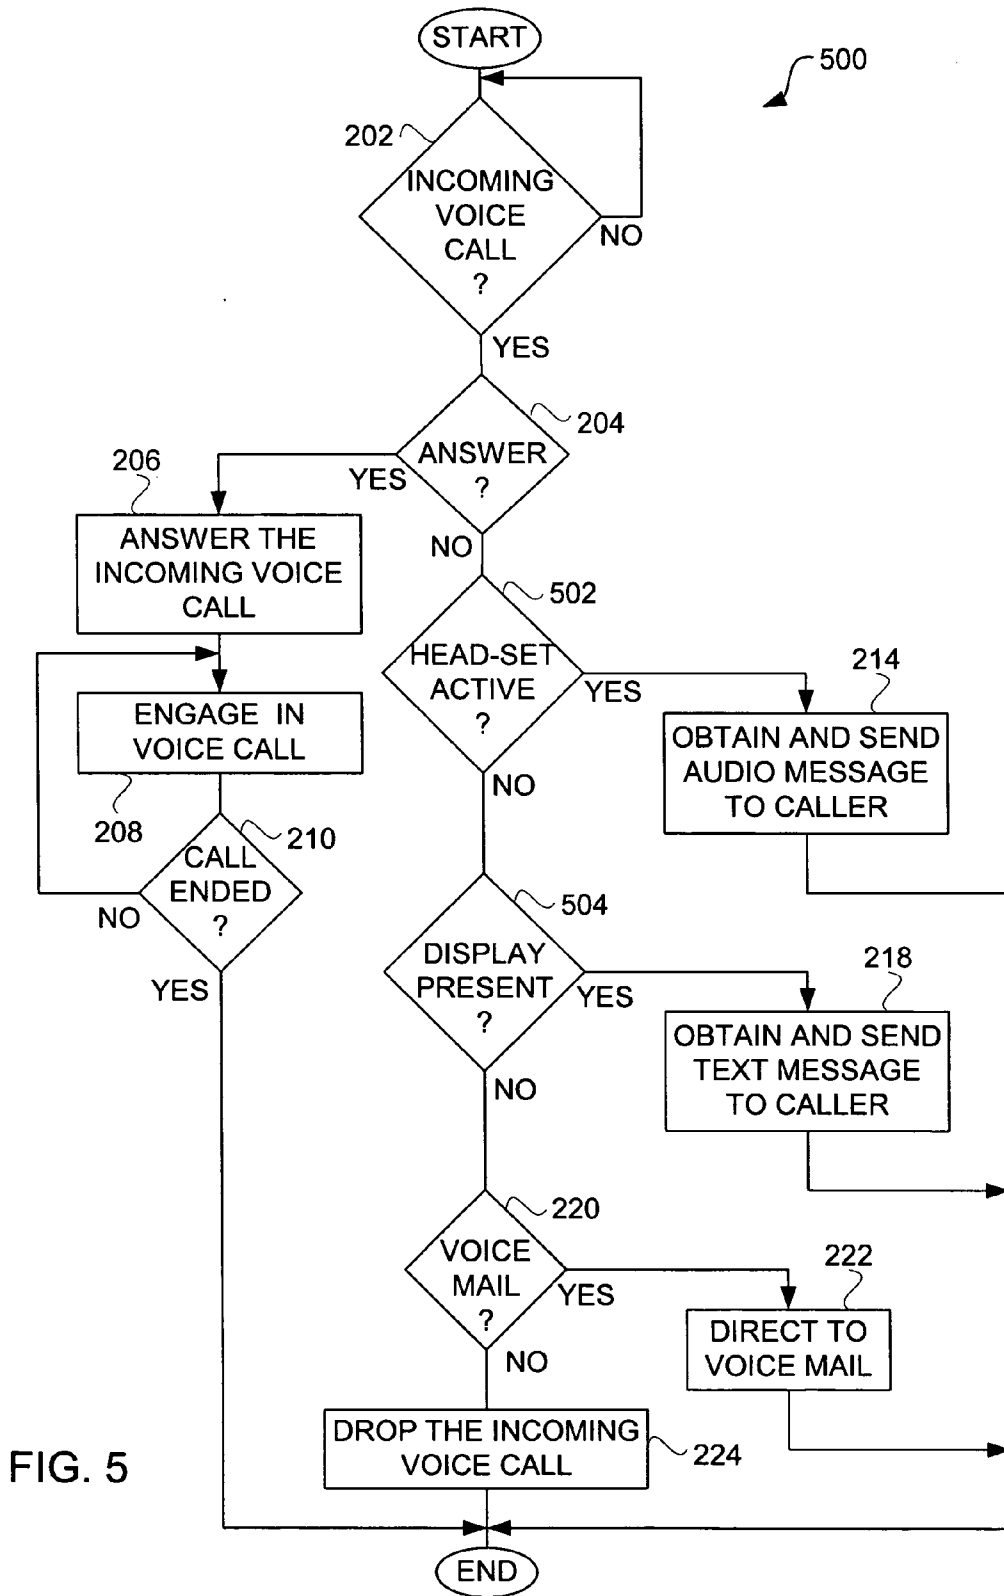 START
500
202
INCOMING
VOICE
CALL
?
NO
YES
204
ANSWER
?
YES
NO
206
ANSWER THE
INCOMING VOICE
CALL
502
HEAD-SET
ACTIVE
?
YES
NO
214
OBTAIN AND SEND
AUDIO MESSAGE
TO CALLER
ENGAGE IN
VOICE CALL
208
210
CALL
ENDED
?
NO
YES
504
DISPLAY
PRESENT
?
YES
NO
218
OBTAIN AND SEND
TEXT MESSAGE
TO CALLER
220
VOICE
MAIL
?
YES
NO
222
DIRECT TO
VOICE MAIL
DROP THE INCOMING
VOICE CALL
224
FIG. 5
END